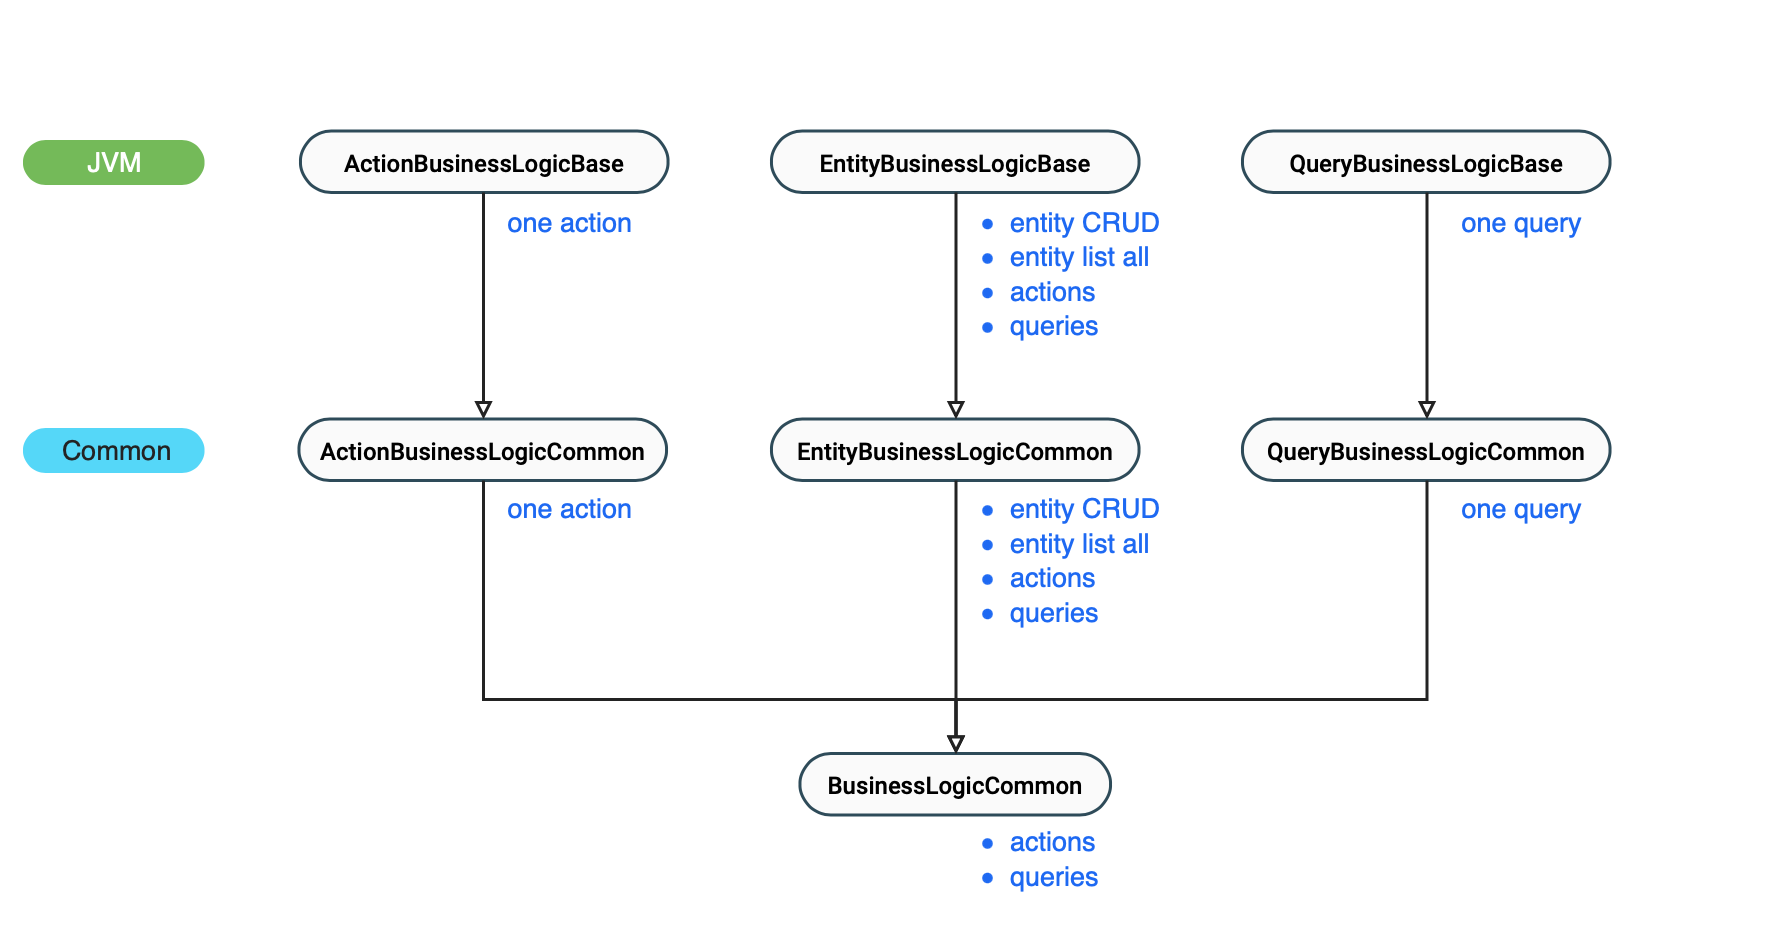 JVM
ActionBusinessLogicBase
EntityBusinessLogicBase
QueryBusinessLogicBase
one action
• entity CRUD
• entity list all
• actions
• queries
one query
Common
ActionBusinessLogicCommon
EntityBusinessLogicCommon
QueryBusinessLogicCommon
one action
• entity CRUD
• entity list all
• actions
• queries
one query
BusinessLogicCommon
• actions
• queries